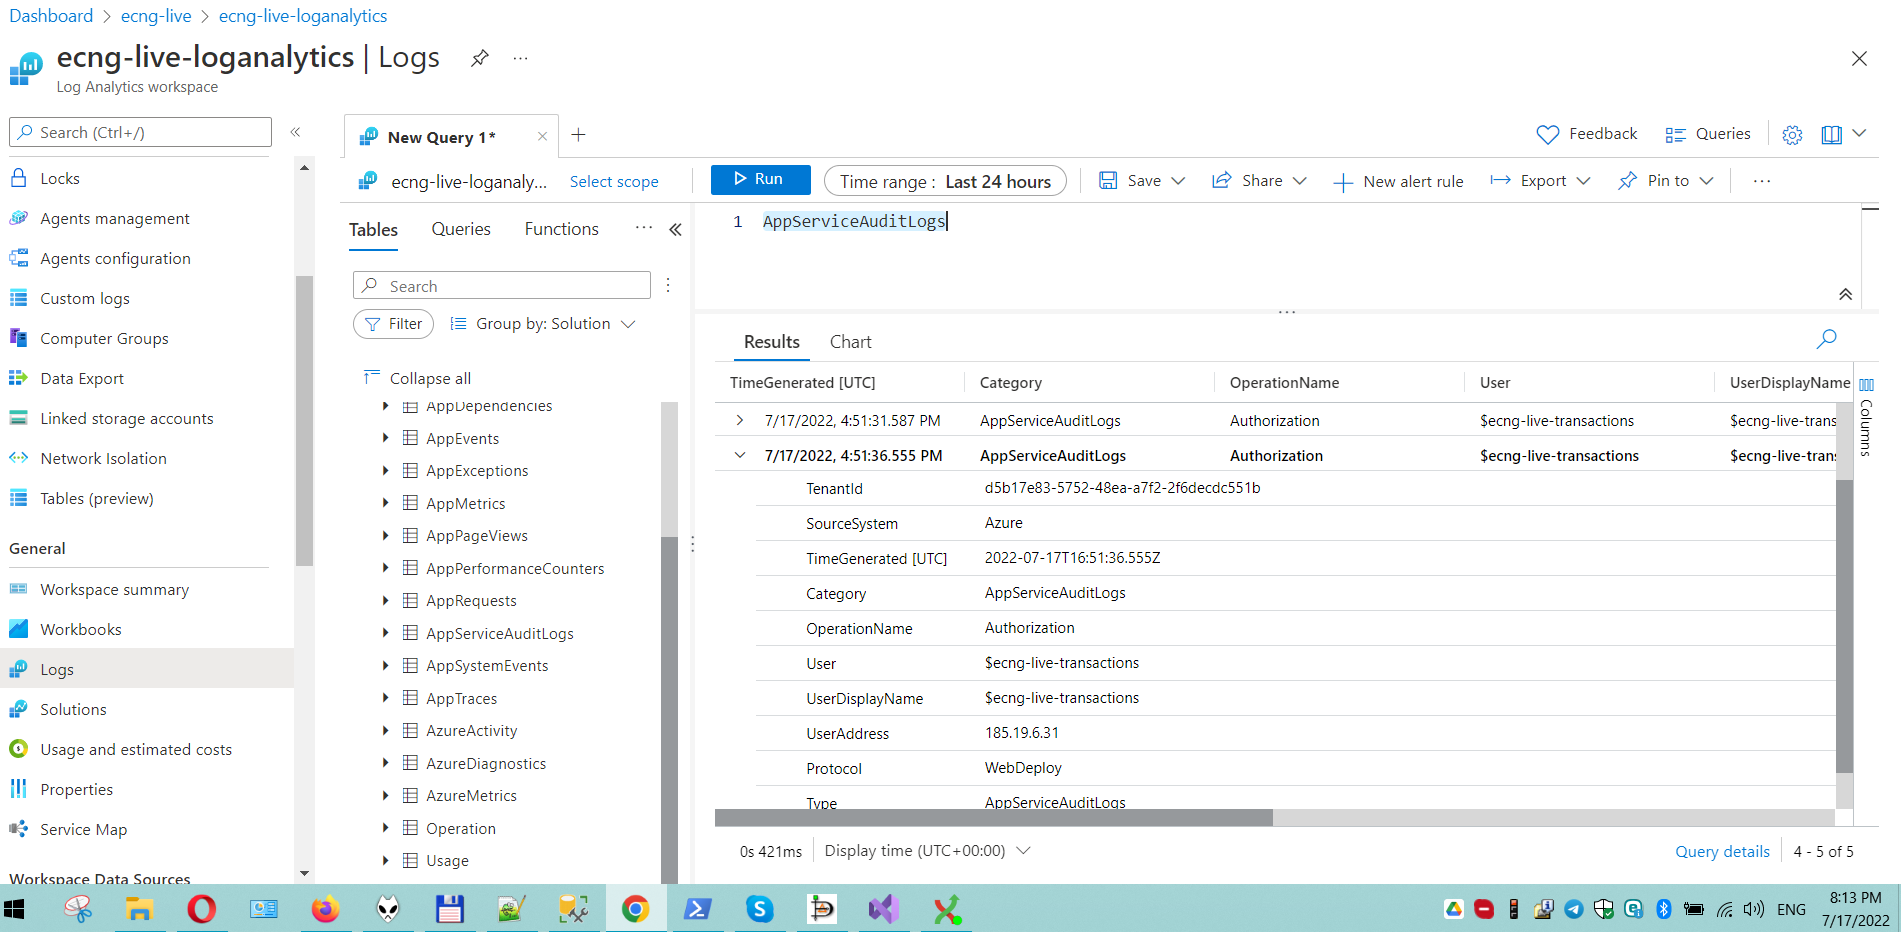 Dashboard > ecng-live > ecng-live-loganalytics
ecng-live-loganalytics | Logs
Log Analytics workspace
Search (Ctrl+/)
Locks
Agents management
Agents configuration
Custom logs
Computer Groups
Data Export
Linked storage accounts
Network Isolation
Tables (preview)
General
Workspace summary
Workbooks
Logs
Solutions
Usage and estimated costs
Properties
Service Map
Workspace Data Sources
New Query 1*
Feedback
Queries
ecng-live-loganaly...
Select scope
Run
Time range : Last 24 hours
Save
Share
New alert rule
Export
Pin to
Tables
Queries
Functions
Search
Filter
Group by: Solution
Collapse all
AppDependencies
AppEvents
AppExceptions
AppMetrics
AppPageViews
AppPerformanceCounters
AppRequests
AppServiceAuditLogs
AppSystemEvents
AppTraces
AzureActivity
AzureDiagnostics
AzureMetrics
Operation
Usage
1 AppServiceAuditLogs
Results
Chart
TimeGenerated [UTC] Category OperationName User UserDisplayName
7/17/2022, 4:51:31.587 PM AppServiceAuditLogs Authorization $ecng-live-transactions $ecng-live-trans
7/17/2022, 4:51:36.555 PM AppServiceAuditLogs Authorization $ecng-live-transactions $ecng-live-tran
TenantId d5b17e83-5752-48ea-a7f2-2f6decdc551b
SourceSystem Azure
TimeGenerated [UTC] 2022-07-17T16:51:36.555Z
Category AppServiceAuditLogs
OperationName Authorization
User $ecng-live-transactions
UserDisplayName $ecng-live-transactions
UserAddress 185.19.6.31
Protocol WebDeploy
Type AppServiceAuditLogs
Columns
0s 421ms
Display time (UTC+00:00)
Query details
4 - 5 of 5
ENG
8:13 PM
7/17/2022